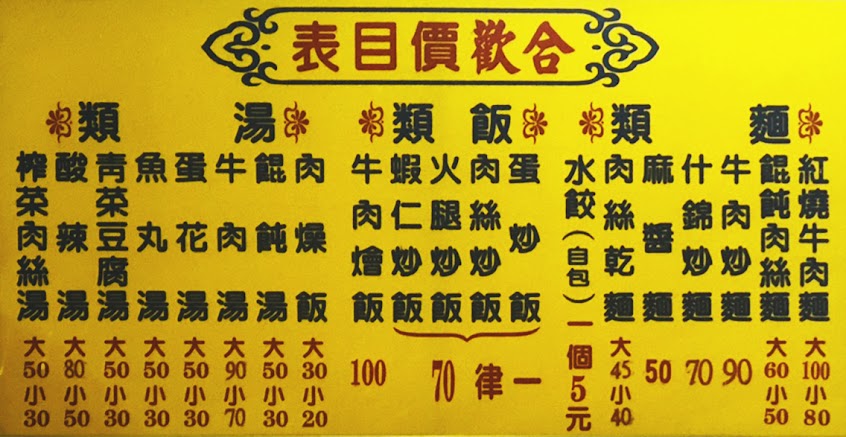 合歡價目表
麵類
紅燒牛肉麵 大100小80
餛飩肉絲麵 大60小50
牛肉炒麵 90
什錦炒麵 70
麻醬麵 50
肉絲乾麵 大45小40
水餃(自包)一個5元
飯類
蛋炒飯
肉絲炒飯
火腿炒飯
蝦仁炒飯
一律70
牛肉燴飯 100
湯類
肉燥飯 大30小20
餛飩湯 大50小30
牛肉湯 大90小70
蛋花湯 大50小30
魚丸湯 大50小30
青菜豆腐湯 大50小30
酸辣湯 大80小50
榨菜肉絲湯 大50小30